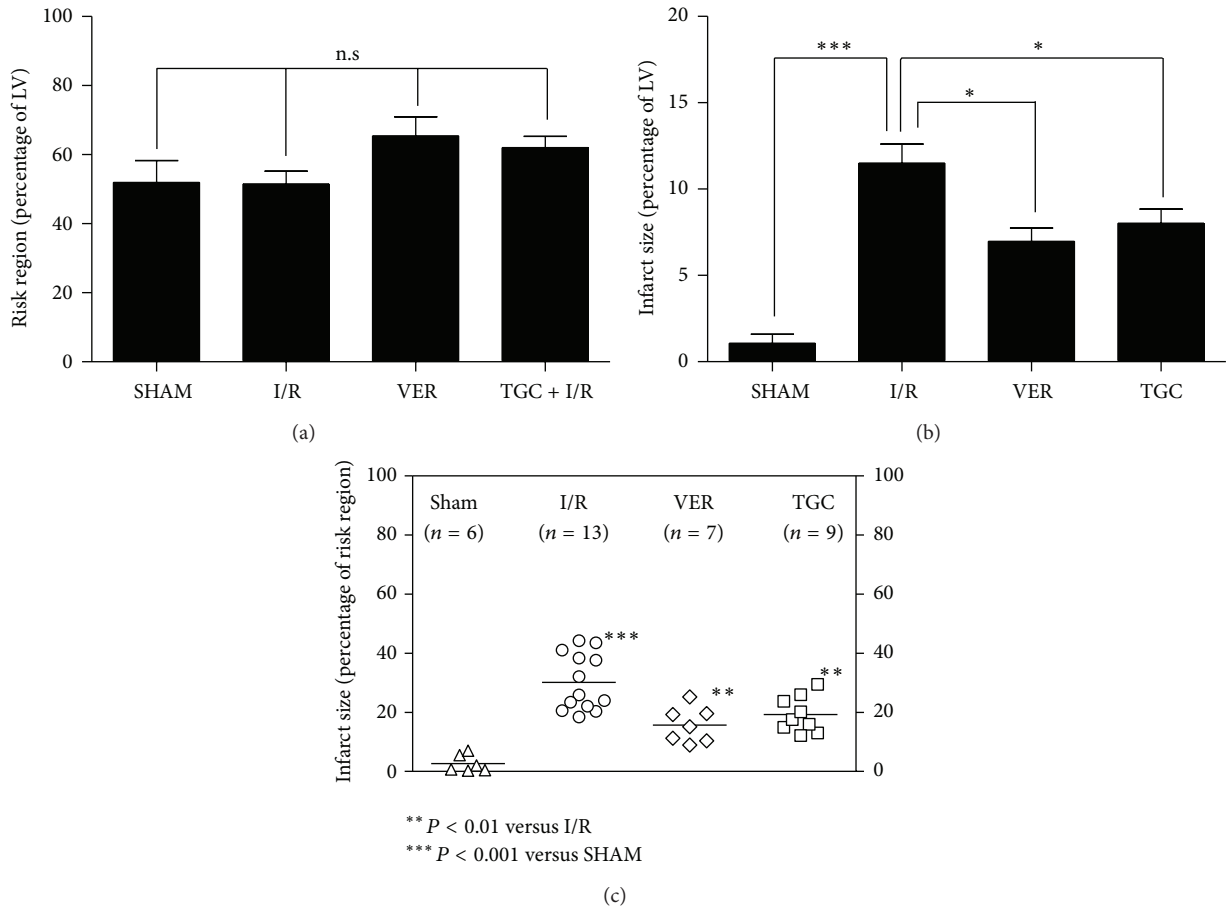 Risk region (percentage of LV)
100
80
60
40
20
0
n.s
SHAM I/R VER TGC + I/R
(a)
Infarct size (percentage of LV)
20
15
10
5
0
***
*
*
SHAM I/R VER TGC
(b)
Infarct size (percentage of risk region)
100
80
60
40
20
0
Sham I/R VER TGC
(n = 6) (n = 13) (n = 7) (n = 9)
***
**
**
100
80
60
40
20
0
** P < 0.01 versus I/R
*** P < 0.001 versus SHAM
(c)